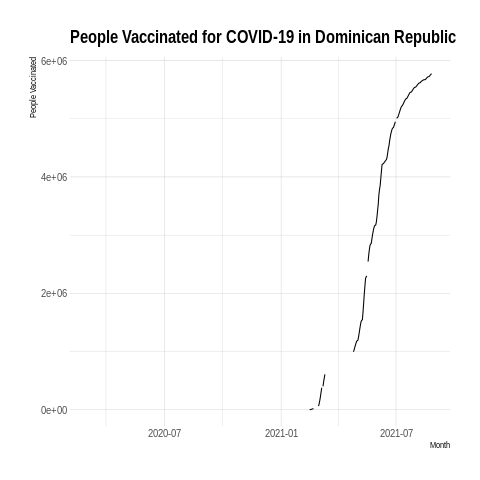 People Vaccinated for COVID-19 in Dominican Republic
People Vaccinated
6e+06
4e+06
2e+06
0e+00
2020-07
2021-01
2021-07
Month